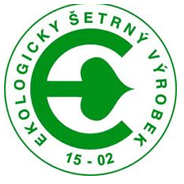 EKOLOGICKY ŠETRNÝ VÝROBEK
15 - 02